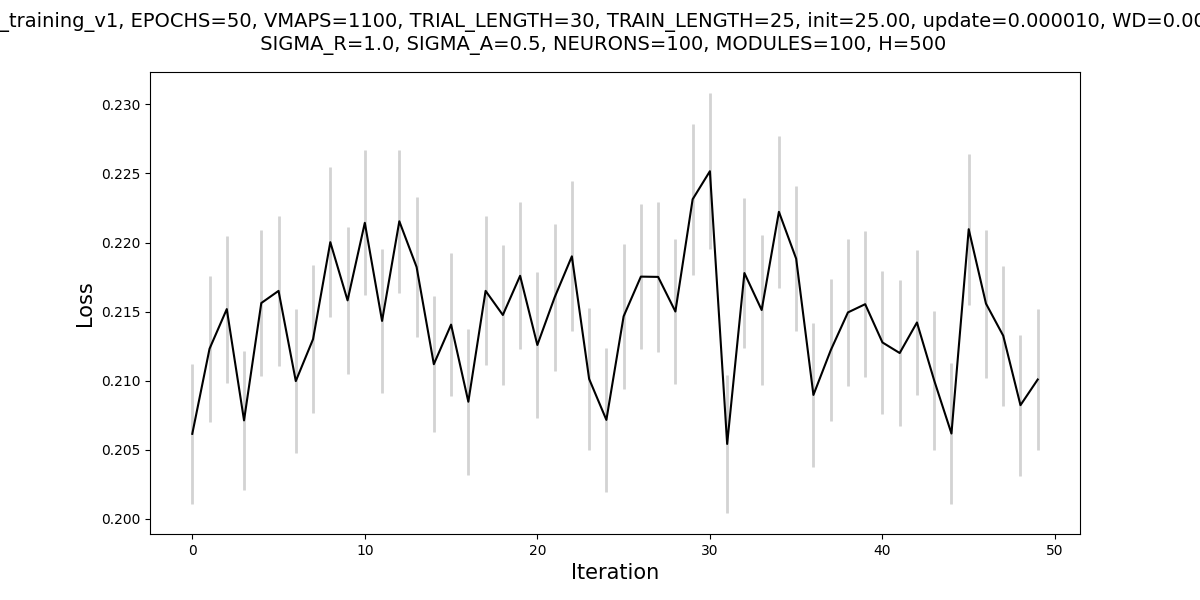 _training_v1, EPOCHS=50, VMAPS=1100, TRIAL_LENGTH=30, TRAIN_LENGTH=25, init=25.00, update=0.000010, WD=0.00
SIGMA_R=1.0, SIGMA_A=0.5, NEURONS=100, MODULES=100, H=500
0.230
0.225
0.220
0.215
0.210
0.205
0.200
Loss
0 10 20 30 40 50
Iteration